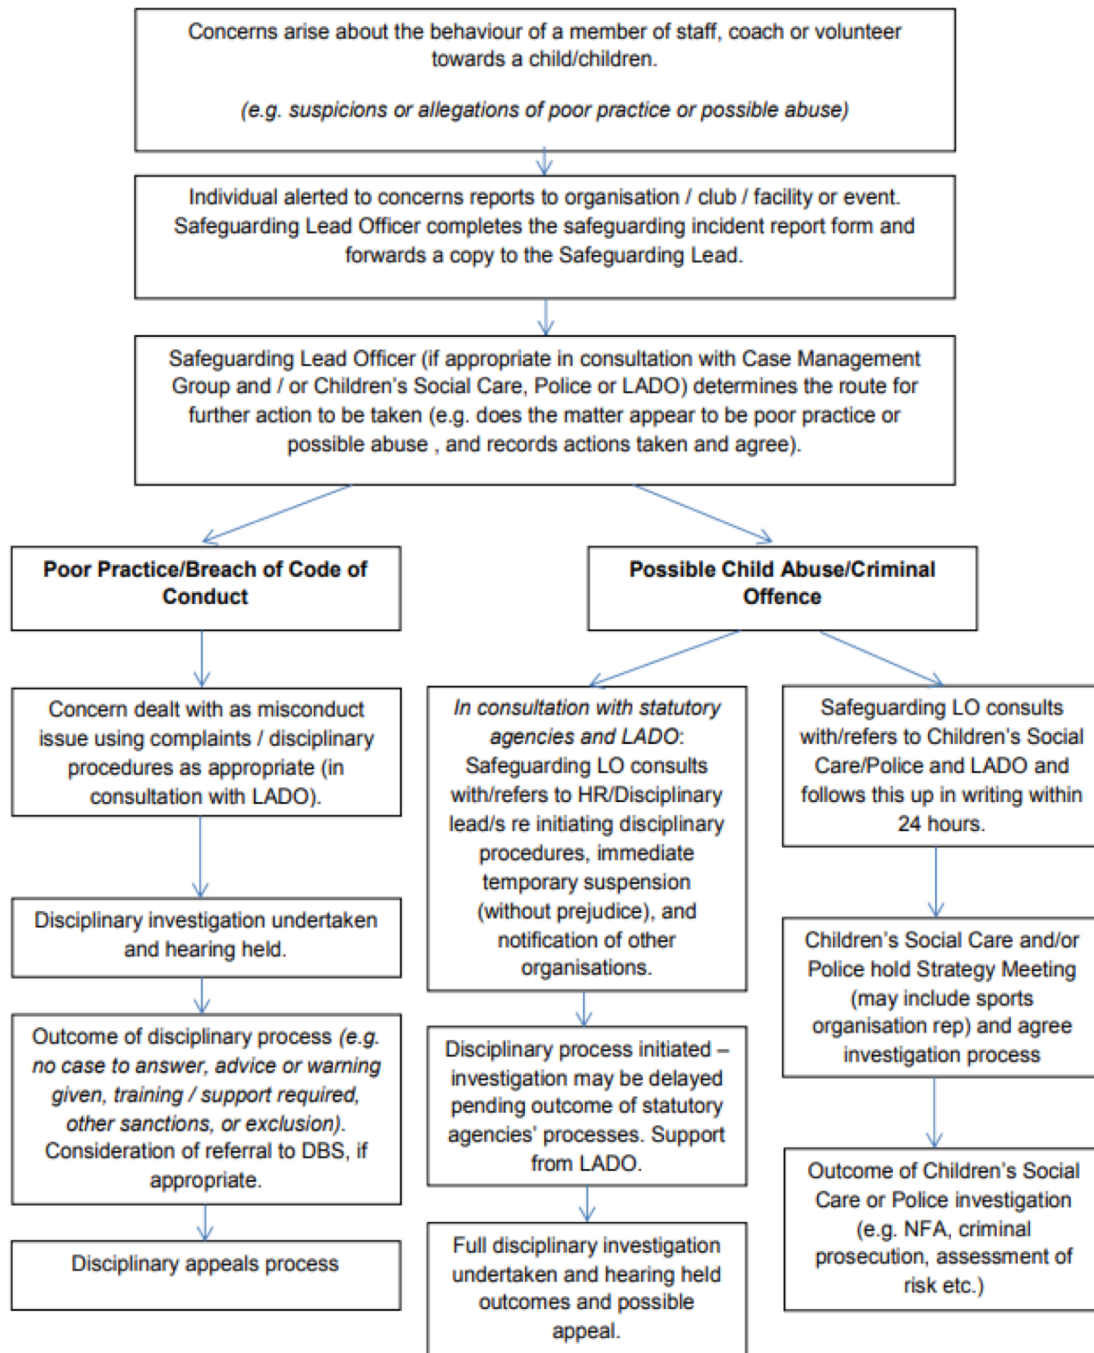 Concerns arise about the behaviour of a member of staff, coach or volunteer
towards a child/children.
(e.g. suspicions or allegations of poor practice or possible abuse)
Individual alerted to concerns reports to organisation / club / facility or event.
Safeguarding Lead Officer completes the safeguarding incident report form and
forwards a copy to the Safeguarding Lead.
Safeguarding Lead Officer (if appropriate in consultation with Case Management
Group and / or Children's Social Care, Police or LADO) determines the route for
further action to be taken (e.g. does the matter appear to be poor practice or
possible abuse , and records actions taken and agree).
Poor Practice/Breach of Code of
Conduct
Possible Child Abuse/Criminal
Offence
Concern dealt with as misconduct
issue using complaints / disciplinary
procedures as appropriate (in
consultation with LADO).
Disciplinary investigation undertaken
and hearing held.
Outcome of disciplinary process (e.g.
no case to answer, advice or warning
given, training / support required,
other sanctions, or exclusion).
Consideration of referral to DBS, if
appropriate.
Disciplinary appeals process
In consultation with statutory
agencies and LADO:
Safeguarding LO consults
with/refers to HR/Disciplinary
lead/s re initiating disciplinary
procedures, immediate
temporary suspension
(without prejudice), and
notification of other
organisations.
Disciplinary process initiated –
investigation may be delayed
pending outcome of statutory
agencies' processes. Support
from LADO.
Full disciplinary investigation
undertaken and hearing held
outcomes and possible
appeal.
Safeguarding LO consults
with/refers to Children's Social
Care/Police and LADO and
follows this up in writing within
24 hours.
Children's Social Care and/or
Police hold Strategy Meeting
(may include sports
organisation rep) and agree
investigation process
Outcome of Children's Social
Care or Police investigation
(e.g. NFA, criminal
prosecution, assessment of
risk etc.)